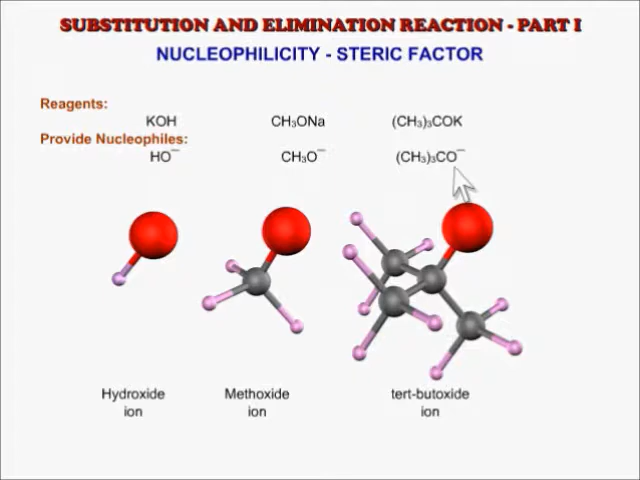 SUBSTITUTION AND ELIMINATION REACTION - PART I
NUCLEOPHILICITY - STERIC FACTOR
Reagents:
KOH CH₃ONa (CH₃)₃COK
Provide Nucleophiles:
HO⁻ CH₃O⁻ (CH₃)₃CO⁻
Hydroxide ion
Methoxide ion
tert-butoxide ion